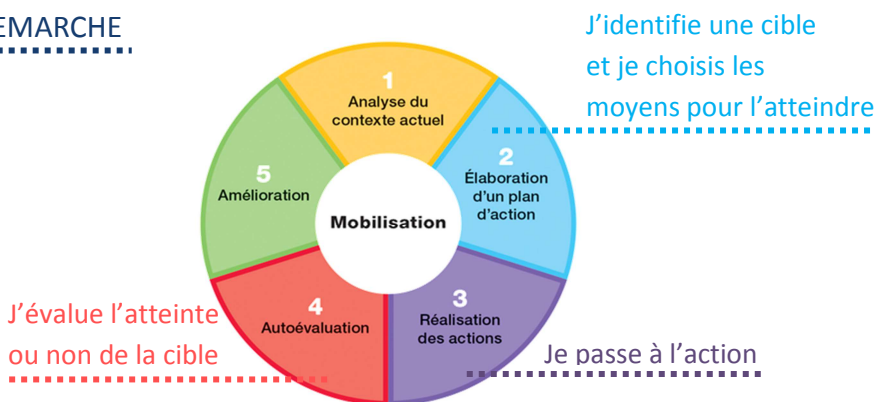 EMARCHE
J'identifie une cible
et je choisis les
moyens pour l'atteindre
1
Analyse du
contexte actuel
2
Élaboration
d'un plan
d'action
5
Amélioration
Mobilisation
3
Réalisation
des actions
4
Autoévaluation
J'évalue l'atteinte
ou non de la cible
Je passe à l'action